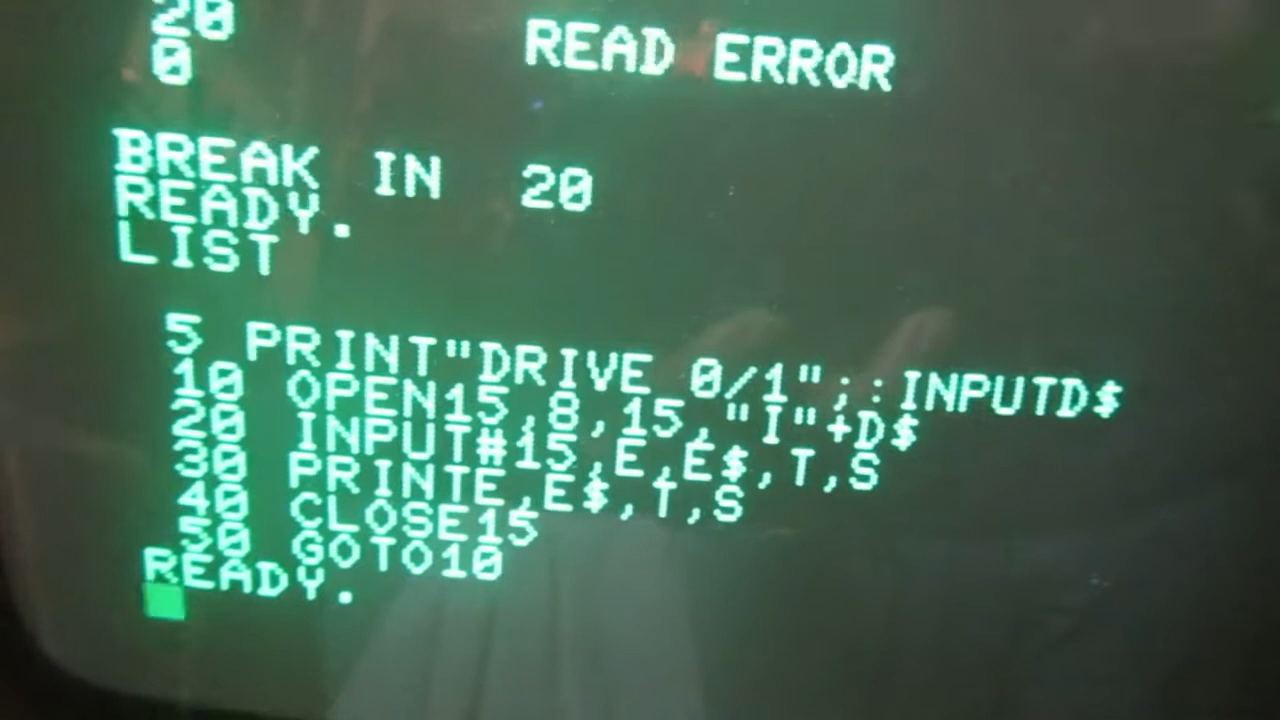 20 READ ERROR
0
BREAK IN 20
READY.
LIST
5 PRINT"DRIVE 0/1";:INPUTD$
10 OPEN15,8,15,"I"+D$
20 INPUT#15,E,E$,T,S
30 PRINTE,E$,T,S
40 CLOSE15
50 GOTO10
READY.